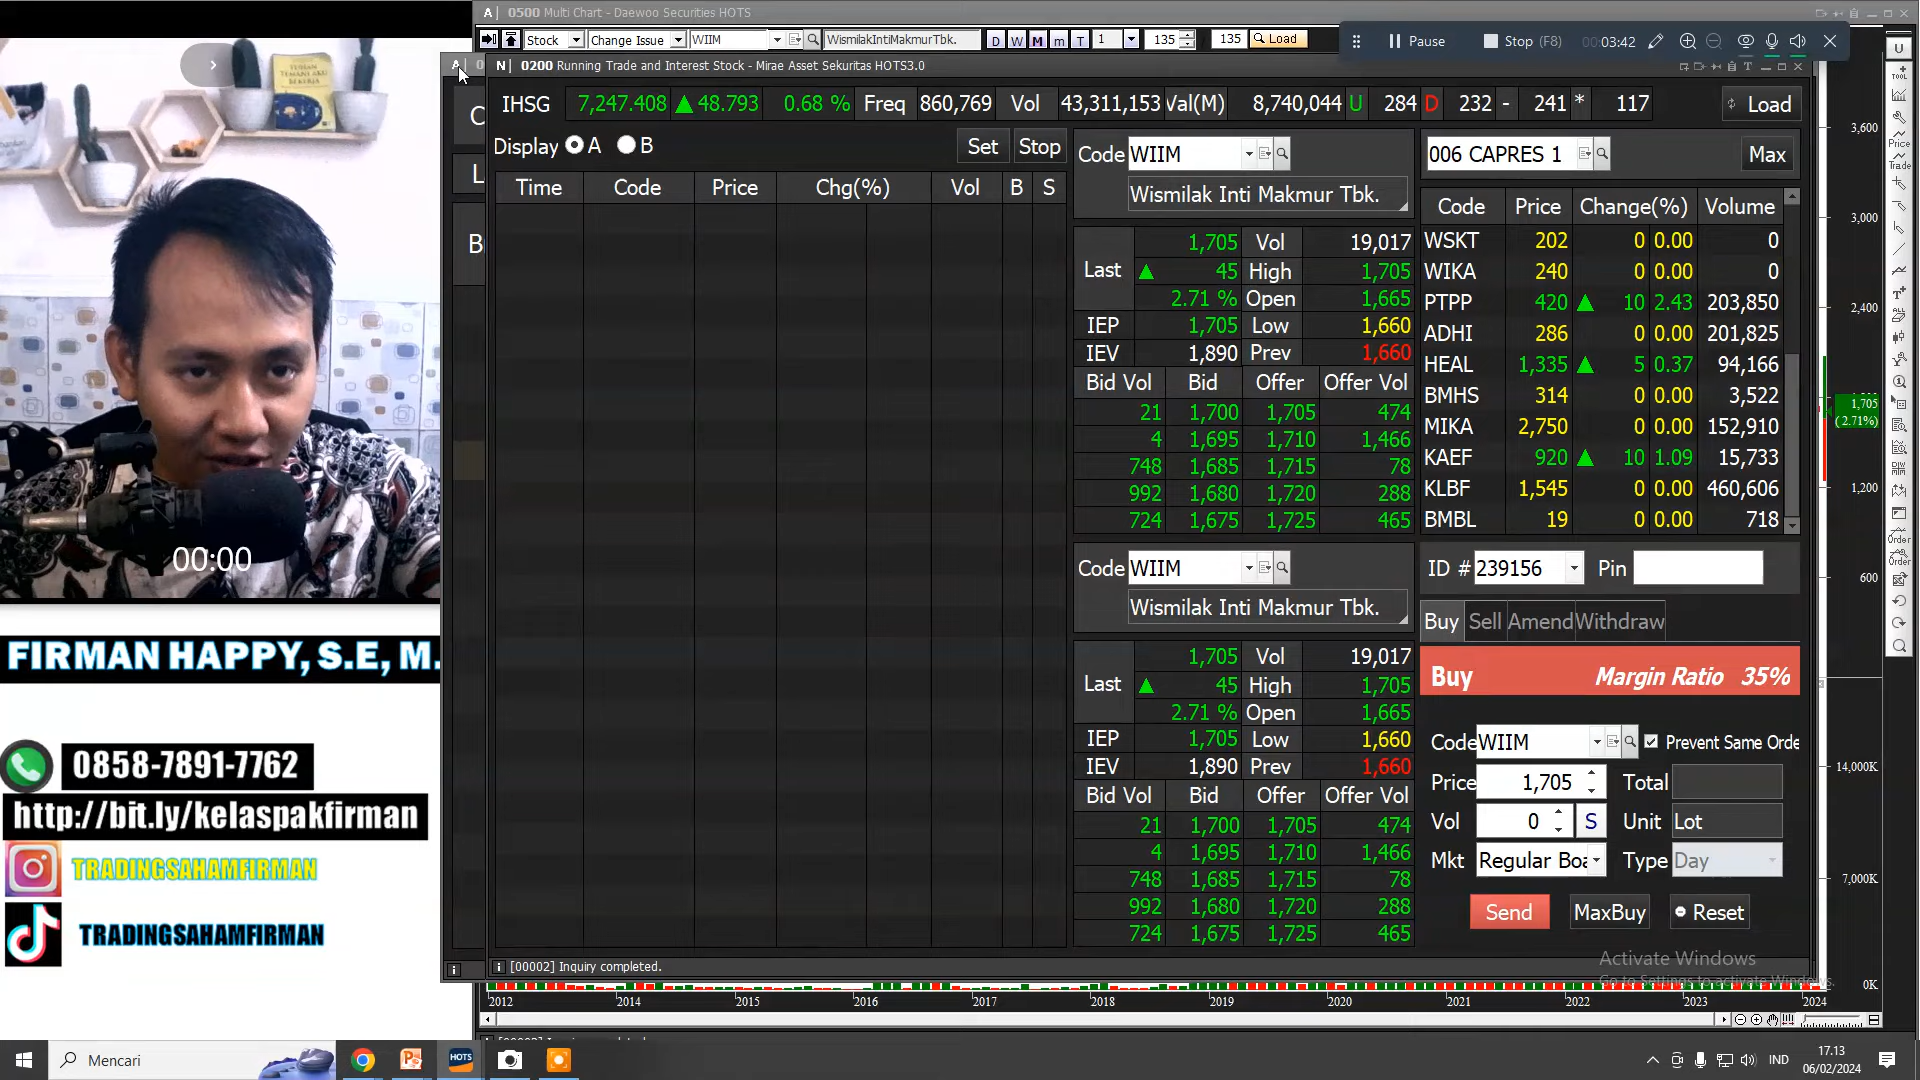 0500 Multi Chart - Daewoo Securities HOTS
Stock Change Issue WIIM WismilakIntiMakmurTbk. D W M m T 1 135 135 Load
Pause Stop (F8) 00:03:42
N 0200 Running Trade and Interest Stock - Mirae Asset Sekuritas HOTS3.0
IHSG 7,247.408 ▲ 48.793 0.68 % Freq 860,769 Vol 43,311,153 Val(M) 8,740,044 U 284 D 232 - 241 * 117 Load
Display A B Set Stop
Time Code Price Chg(%) Vol B S
Code WIIM
Wismilak Inti Makmur Tbk.
Last 1,705 Vol 19,017
▲ 45 High 1,705
2.71 % Open 1,665
IEP 1,705 Low 1,660
IEV 1,890 Prev 1,660
Bid Vol Bid Offer Offer Vol
21 1,700 1,705 474
4 1,695 1,710 1,466
748 1,685 1,715 78
992 1,680 1,720 288
724 1,675 1,725 465
Code WIIM
Wismilak Inti Makmur Tbk.
Last 1,705 Vol 19,017
▲ 45 High 1,705
2.71 % Open 1,665
IEP 1,705 Low 1,660
IEV 1,890 Prev 1,660
Bid Vol Bid Offer Offer Vol
21 1,700 1,705 474
4 1,695 1,710 1,466
748 1,685 1,715 78
992 1,680 1,720 288
724 1,675 1,725 465
006 CAPRES 1 Max
Code Price Change(%) Volume
WSKT 202 0 0.00 0
WIKA 240 0 0.00 0
PTPP 420 ▲ 10 2.43 203,850
ADHI 286 0 0.00 201,825
HEAL 1,335 ▲ 5 0.37 94,166
BMHS 314 0 0.00 3,522
MIKA 2,750 0 0.00 152,910
KAEF 920 ▲ 10 1.09 15,733
KLBF 1,545 0 0.00 460,606
BMBL 19 0 0.00 718
ID # 239156 Pin
Buy Sell Amend Withdraw
Buy Margin Ratio 35%
Code WIIM Prevent Same Orde
Price 1,705 Total
Vol 0 S Unit Lot
Mkt Regular Boa Type Day
Send MaxBuy Reset
Activate Windows
Go to Settings to activate Windows.
[00002] Inquiry completed.
2012 2014 2015 2016 2017 2018 2019 2020 2021 2022 2023 2024
3,600
3,000
2,400
1,705
( 2.71%)
1,200
600
14,000K
7,000K
0K
U
TOOL
Price
Trade
Order
Order
00:00
FIRMAN HAPPY, S.E, M.
0858-7891-7762
http://bit.ly/kelaspakfirman
TRADINGSAHAMFIRMAN
TRADINGSAHAMFIRMAN
Mencari
HOTS
IND
17.13
06/02/2024